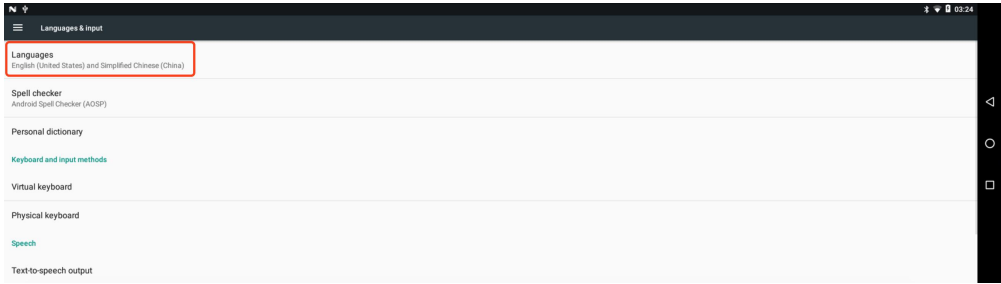 03:24
Languages & input
Languages
English (United States) and Simplified Chinese (China)
Spell checker
Android Spell Checker (AOSP)
Personal dictionary
Keyboard and input methods
Virtual keyboard
Physical keyboard
Speech
Text-to-speech output